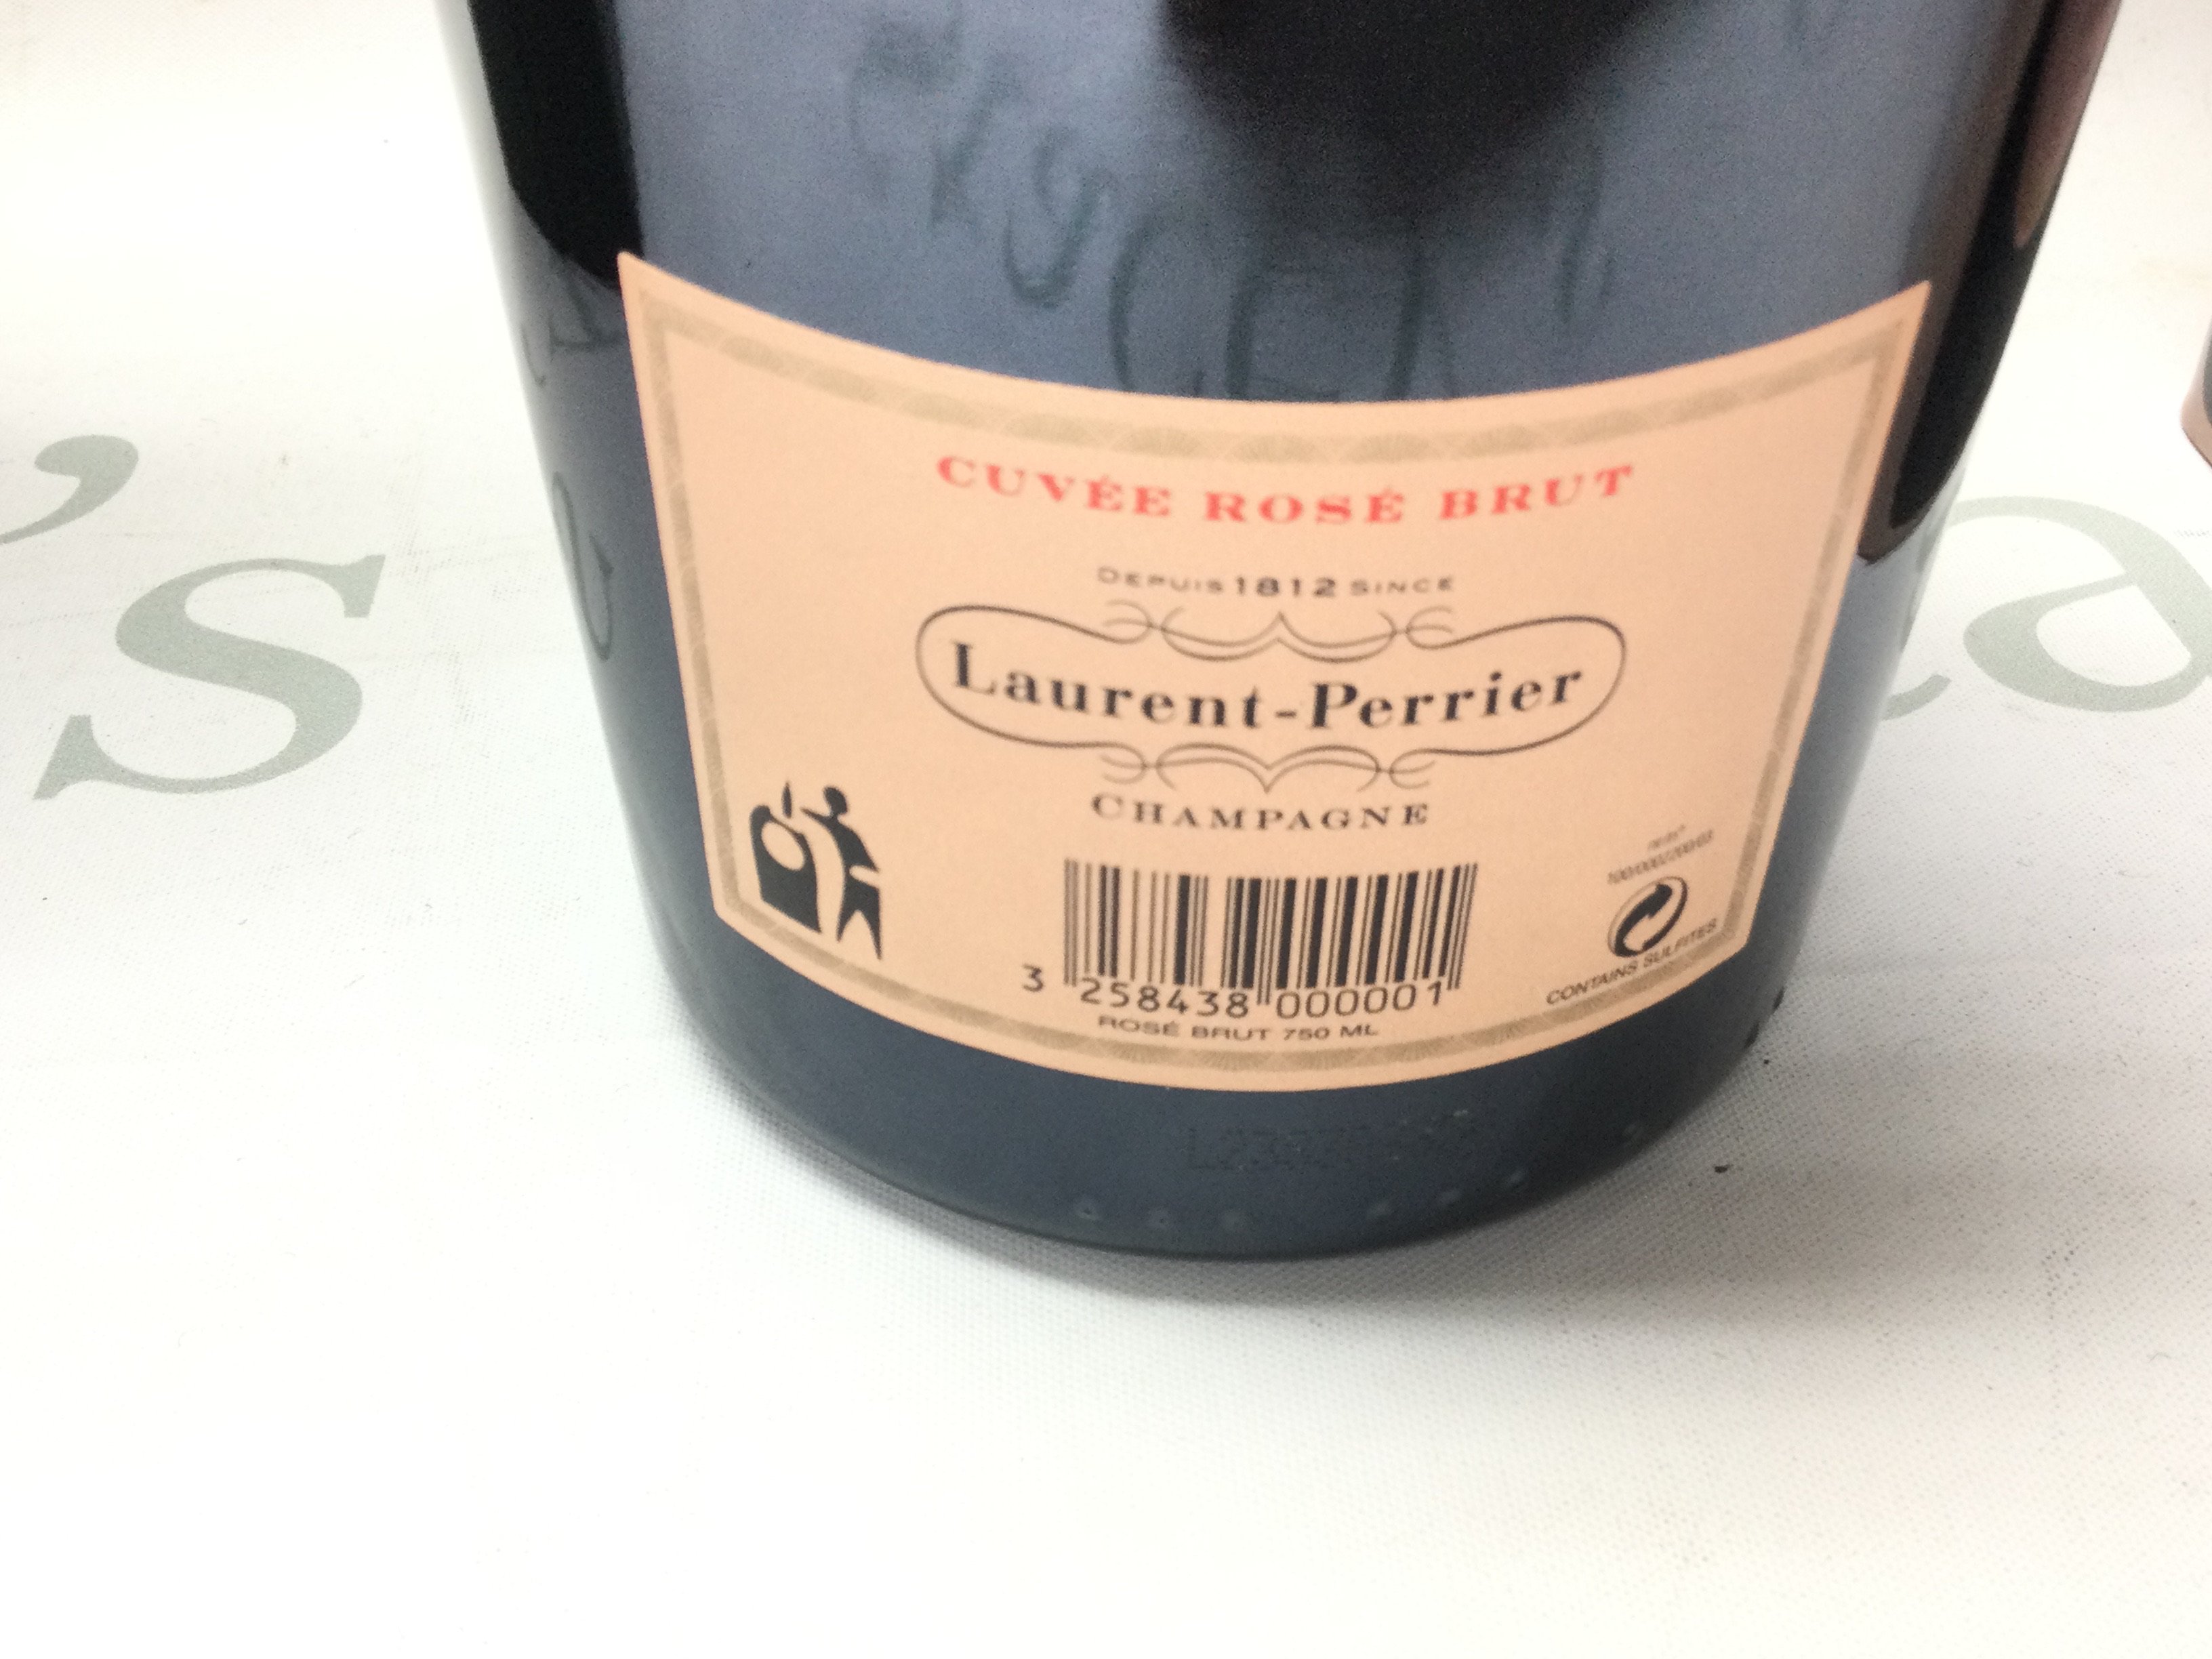 CUVÉE ROSÉ BRUT
DEPUIS 1812 SINCE
Laurent-Perrier
CHAMPAGNE
3 258438 000001
ROSÉ BRUT 750 ML
CONTAINS SULFITES
's